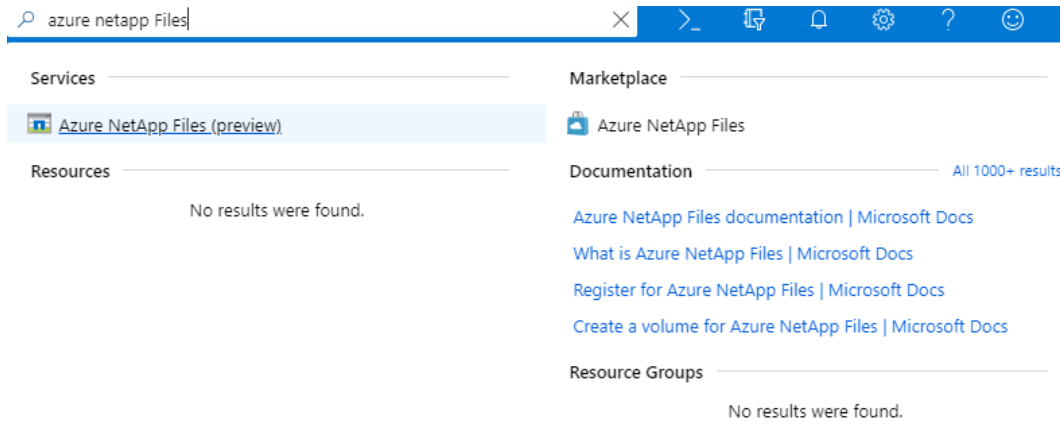 azure netapp Files
Services
Azure NetApp Files (preview)
Resources
No results were found.
Marketplace
Azure NetApp Files
Documentation
All 1000+ results
Azure NetApp Files documentation | Microsoft Docs
What is Azure NetApp Files | Microsoft Docs
Register for Azure NetApp Files | Microsoft Docs
Create a volume for Azure NetApp Files | Microsoft Docs
Resource Groups
No results were found.